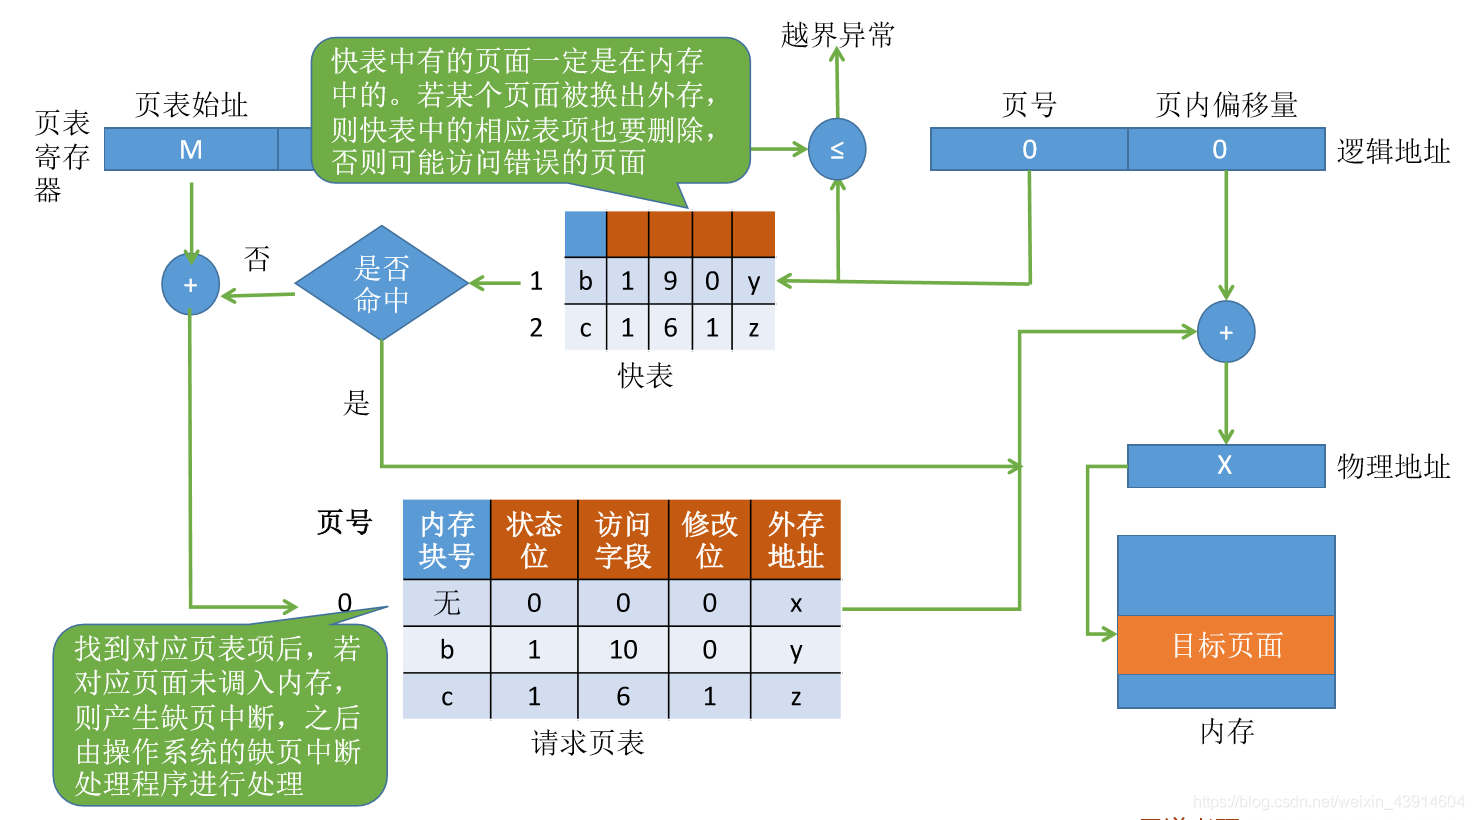 越界异常
快表中有的页面一定是在内存
中的。若某个页面被换出外存，
则快表中的相应表项也要删除，
否则可能访问错误的页面
页表始址
页号
页内偏移量
页表
寄存
器
M
≤
0
0
逻辑地址
否
是否
命中
+
1
b
1
9
0
y
2
c
1
6
1
z
快表
+
是
X
物理地址
页号
内存
块号
状态
位
访问
字段
修改
位
外存
地址
0
无
0
0
0
x
b
1
10
0
y
c
1
6
1
z
请求页表
找到对应页表项后，若
对应页面未调入内存，
则产生缺页中断，之后
由操作系统的缺页中断
处理程序进行处理
目标页面
内存
https://blog.csdn.net/weixin_43914604